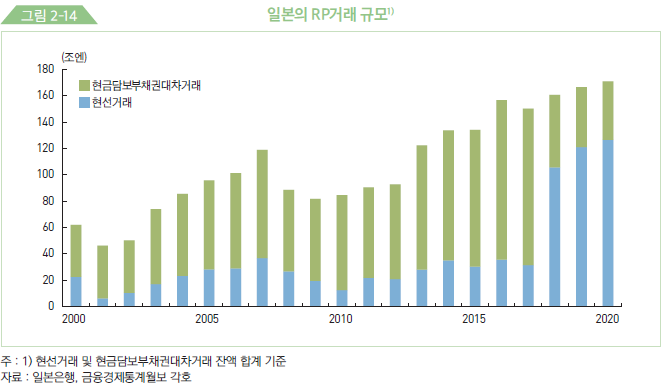 그림 2-14
일본의 RP거래 규모1)
(조엔)
180
160
140
120
100
80
60
40
20
0
현금담보부채권대차거래
현선거래
2000 2005 2010 2015 2020
주 : 1) 현선거래 및 현금담보부채권대차거래 잔액 합계 기준
자료 : 일본은행, 금융경제통계월보 각호